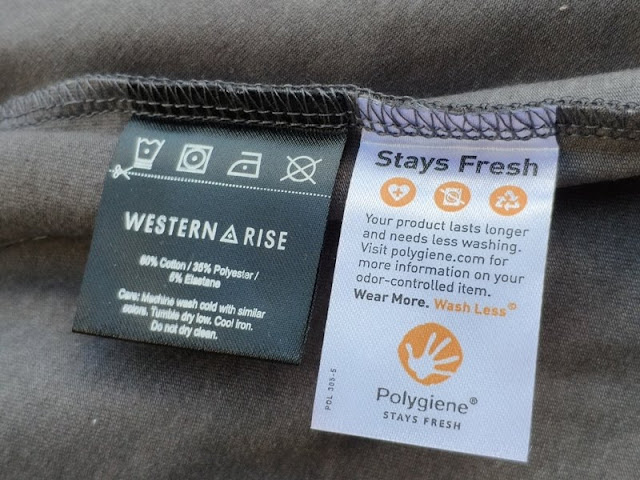 WESTERN RISE
60% Cotton / 35% Polyester /
5% Elastane
Care: Machine wash cold with similar
colors. Tumble dry low. Cool iron.
Do not dry clean.
Stays Fresh
Your product lasts longer
and needs less washing.
Visit polygiene.com for
more information on your
odor-controlled item.
Wear More. Wash Less©
Polygiene®
STAYS FRESH
PDL 305-S